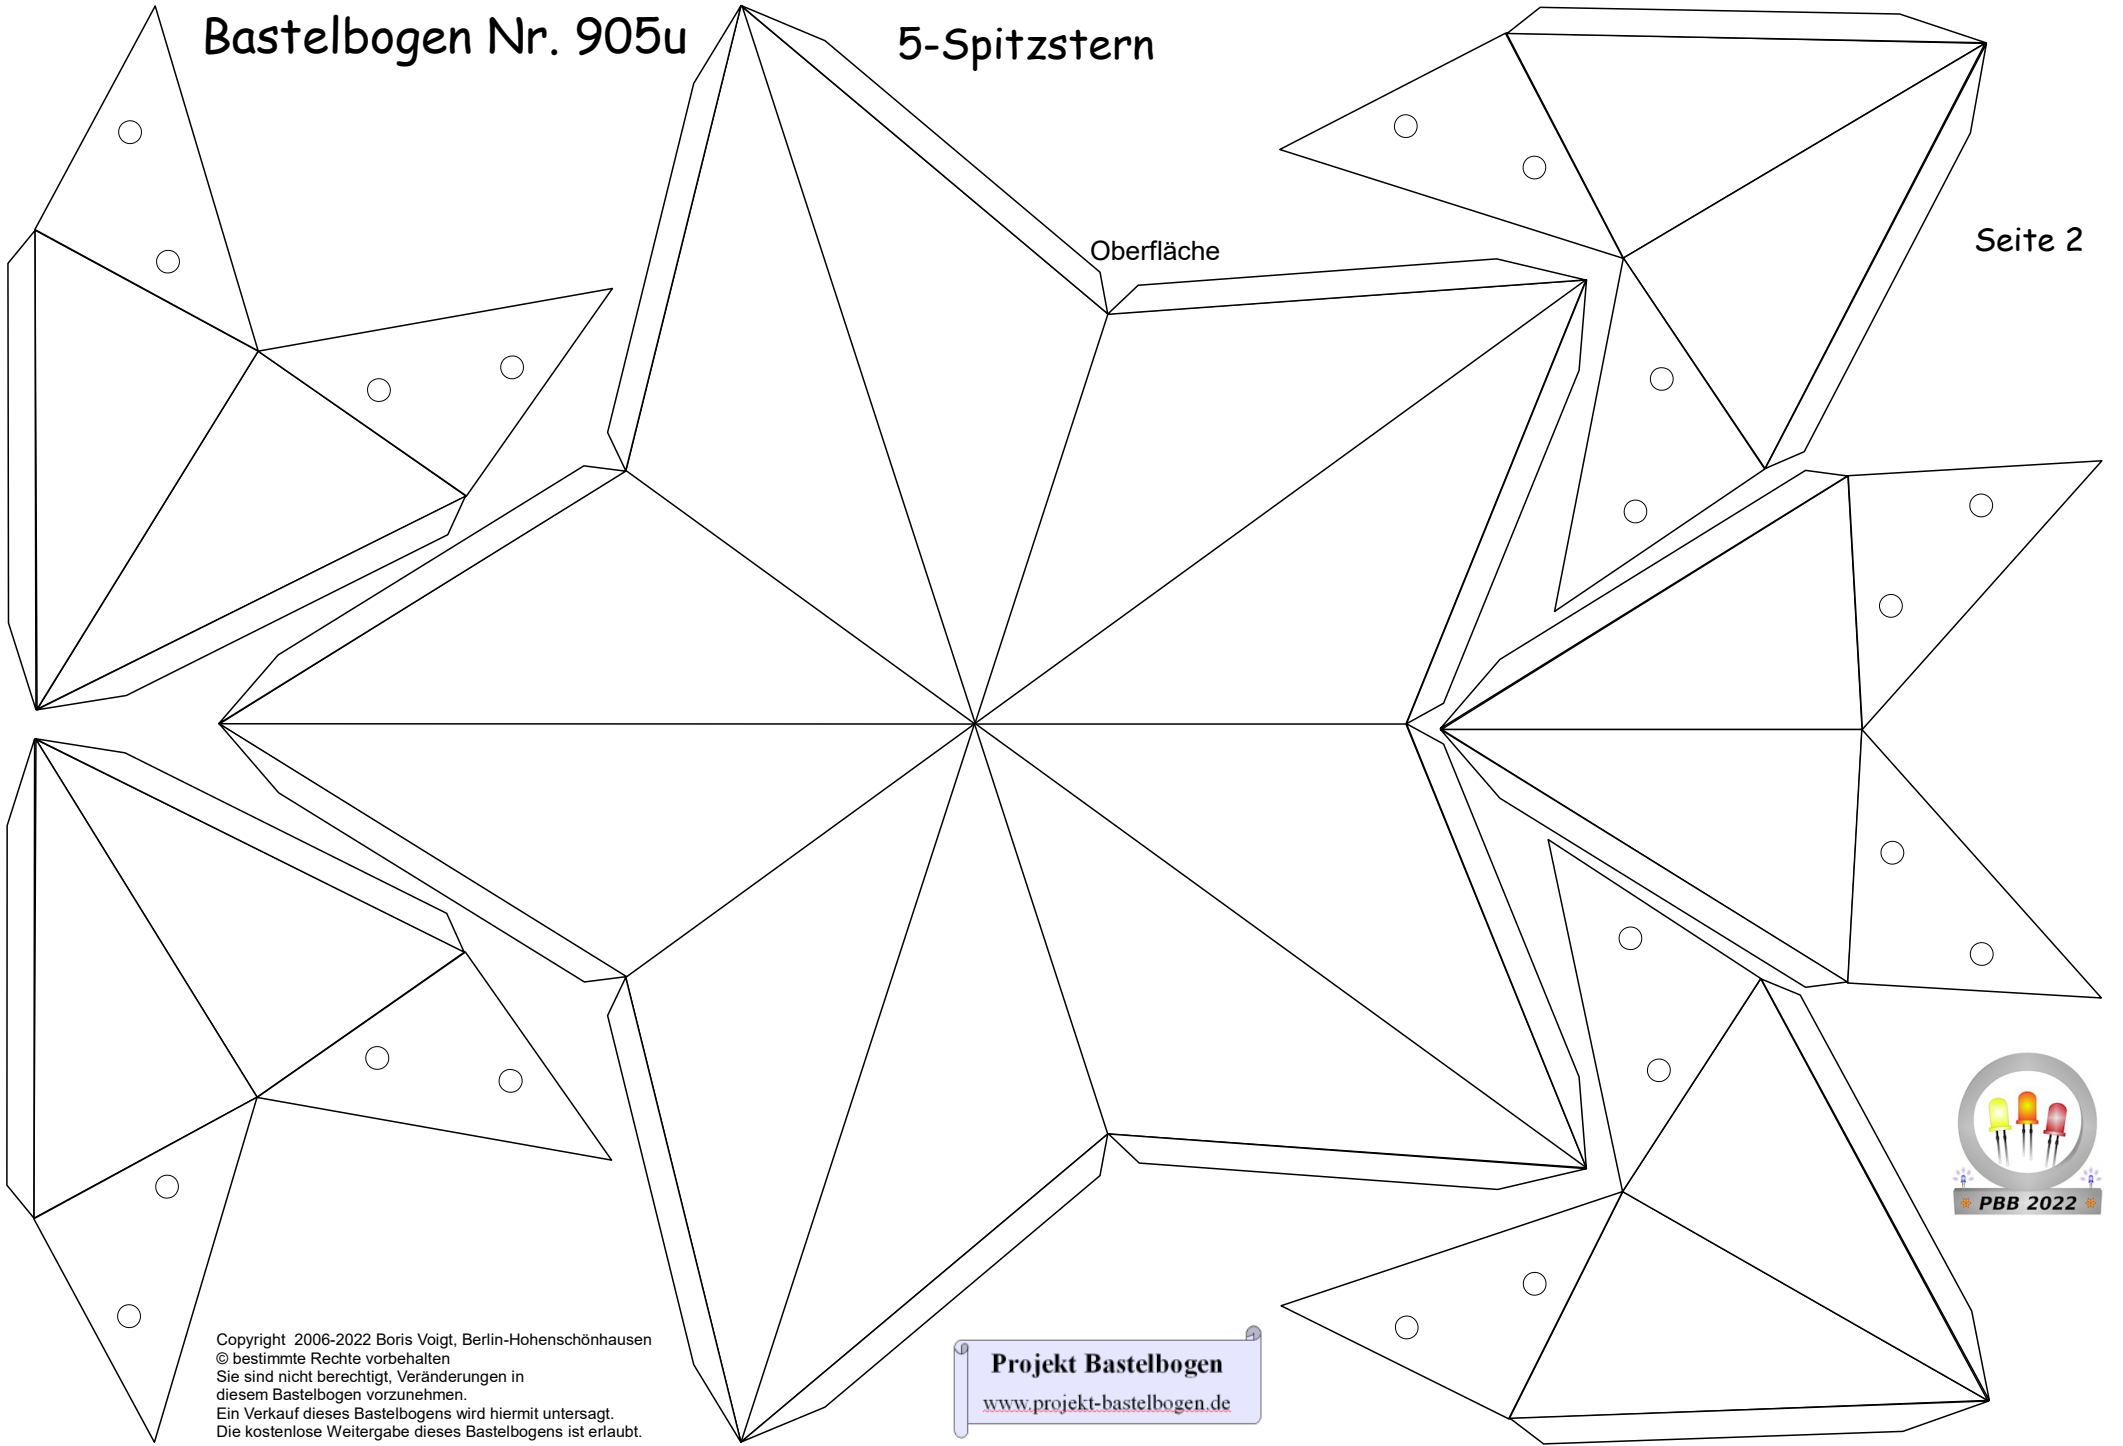 Bastelbogen Nr. 905u
5-Spitzstern
Oberfläche
Seite 2
PBB 2022
Copyright  2006-2022 Boris Voigt, Berlin-Hohenschönhausen
© bestimmte Rechte vorbehalten
Sie sind nicht berechtigt, Veränderungen in
diesem Bastelbogen vorzunehmen.
Ein Verkauf dieses Bastelbogens wird hiermit untersagt.
Die kostenlose Weitergabe dieses Bastelbogens ist erlaubt.
Projekt Bastelbogen
www.projekt-bastelbogen.de